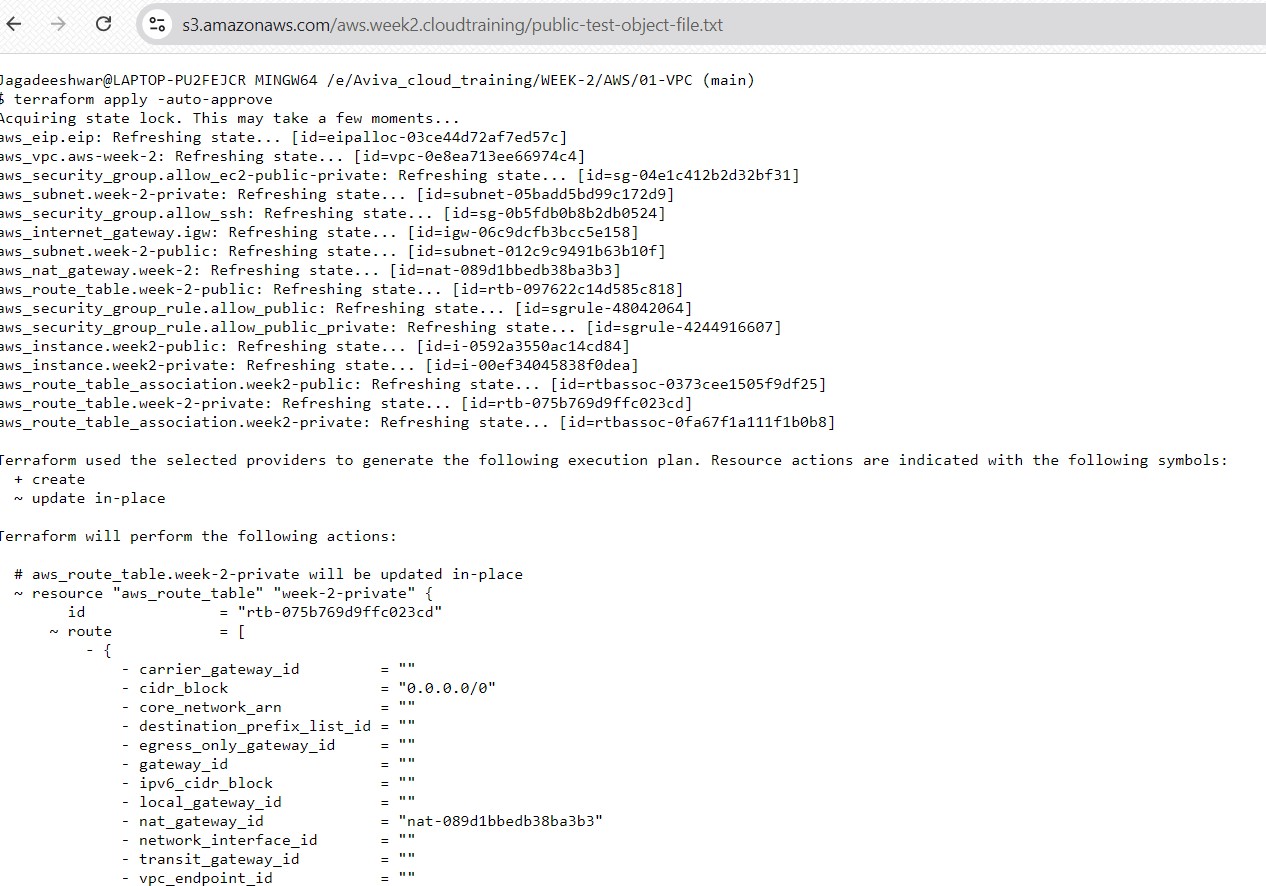 s3.amazonaws.com/aws.week2.cloudtraining/public-test-object-file.txt
Jagadeeshwar@LAPTOP-PU2FEJCR MINGW64 /e/Aviva_cloud_training/WEEK-2/AWS/01-VPC (main)
$ terraform apply -auto-approve
Acquiring state lock. This may take a few moments...
aws_eip.eip: Refreshing state... [id=eipalloc-03ce44d72af7ed57c]
aws_vpc.aws-week-2: Refreshing state... [id=vpc-0e8ea713ee66974c4]
aws_security_group.allow_ec2-public-private: Refreshing state... [id=sg-04e1c412b2d32bf31]
aws_subnet.week-2-private: Refreshing state... [id=subnet-05badd5bd99c172d9]
aws_security_group.allow_ssh: Refreshing state... [id=sg-0b5fdb0b8b2db0524]
aws_internet_gateway.igw: Refreshing state... [id=igw-06c9dcfb3bcc5e158]
aws_subnet.week-2-public: Refreshing state... [id=subnet-012c9c9491b63b10f]
aws_nat_gateway.week-2: Refreshing state... [id=nat-089d1bbedb38ba3b3]
aws_route_table.week-2-public: Refreshing state... [id=rtb-097622c14d585c818]
aws_security_group_rule.allow_public: Refreshing state... [id=sgrule-48042064]
aws_security_group_rule.allow_public_private: Refreshing state... [id=sgrule-4244916607]
aws_instance.week2-public: Refreshing state... [id=i-0592a3550ac14cd84]
aws_instance.week2-private: Refreshing state... [id=i-00ef34045838f0dea]
aws_route_table_association.week2-public: Refreshing state... [id=rtbassoc-0373cee1505f9df25]
aws_route_table.week-2-private: Refreshing state... [id=rtb-075b769d9ffc023cd]
aws_route_table_association.week2-private: Refreshing state... [id=rtbassoc-0fa67f1a111f1b0b8]
Terraform used the selected providers to generate the following execution plan. Resource actions are indicated with the following symbols:
+ create
~ update in-place
Terraform will perform the following actions:
# aws_route_table.week-2-private will be updated in-place
~ resource "aws_route_table" "week-2-private" {
id = "rtb-075b769d9ffc023cd"
~ route = [
- {
- carrier_gateway_id = ""
- cidr_block = "0.0.0.0/0"
- core_network_arn = ""
- destination_prefix_list_id = ""
- egress_only_gateway_id = ""
- gateway_id = ""
- ipv6_cidr_block = ""
- local_gateway_id = ""
- nat_gateway_id = "nat-089d1bbedb38ba3b3"
- network_interface_id = ""
- transit_gateway_id = ""
- vpc_endpoint_id = ""